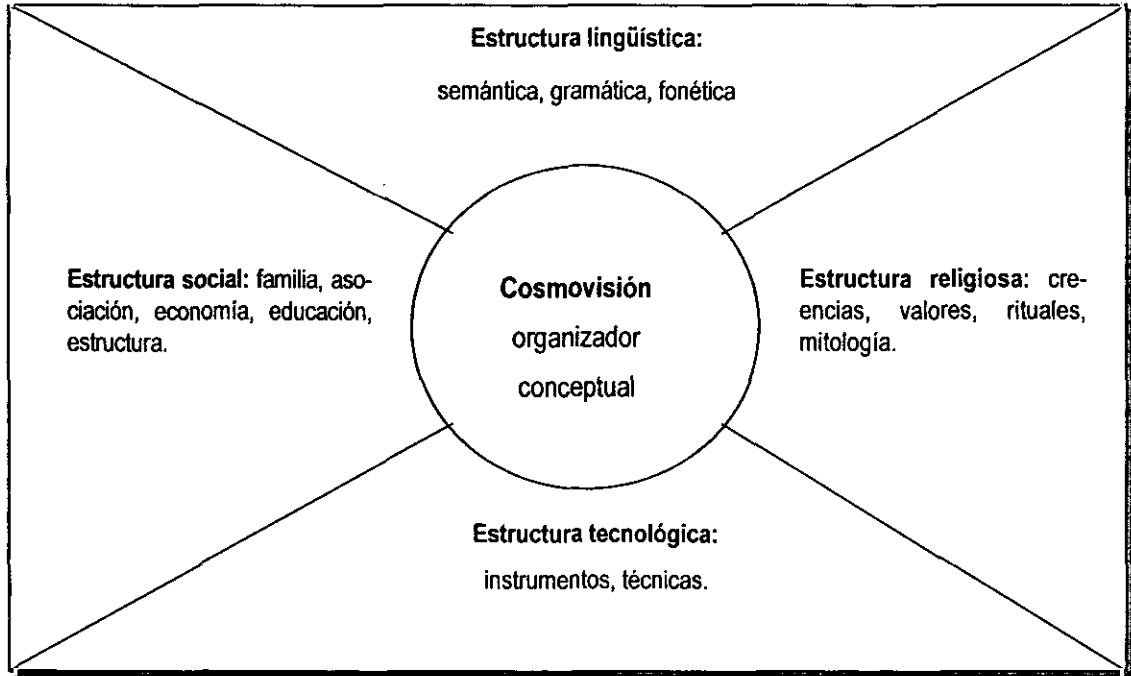 Estructura lingüística:
semántica, gramática, fonética
Estructura social: familia, aso-
ciación, economía, educación,
estructura.
Cosmovisión
organizador
conceptual
Estructura religiosa: cre-
encias, valores, rituales,
mitología.
Estructura tecnológica:
instrumentos, técnicas.